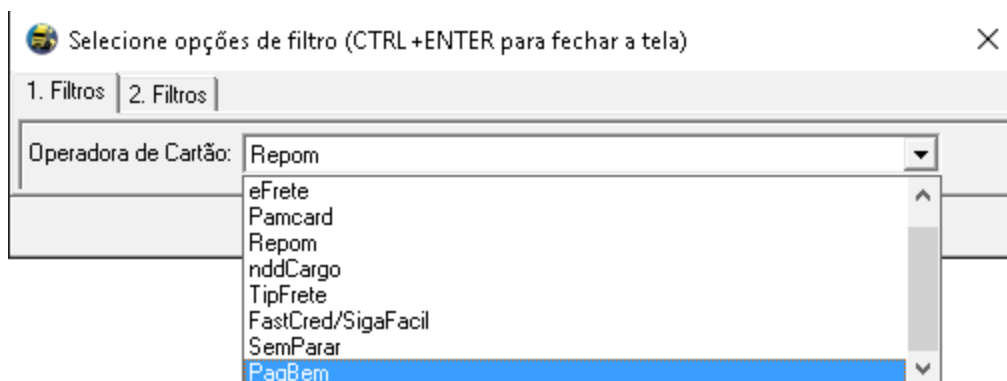 Selecione opções de filtro (CTRL+ENTER para fechar a tela)
1. Filtros 2. Filtros
Operadora de Cartão: Repom
eFrete
Pamcard
Repom
nddCargo
TipFrete
FastCred/SigaFacil
SemParar
PagBem